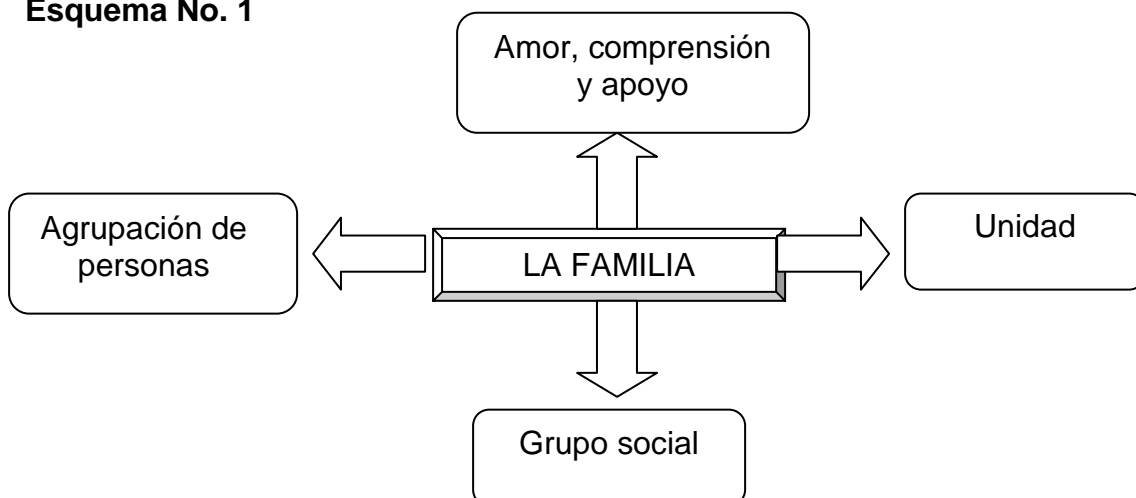 Esquema No. 1
Amor, comprensión
y apoyo
Agrupación de
personas
LA FAMILIA
Unidad
Grupo social